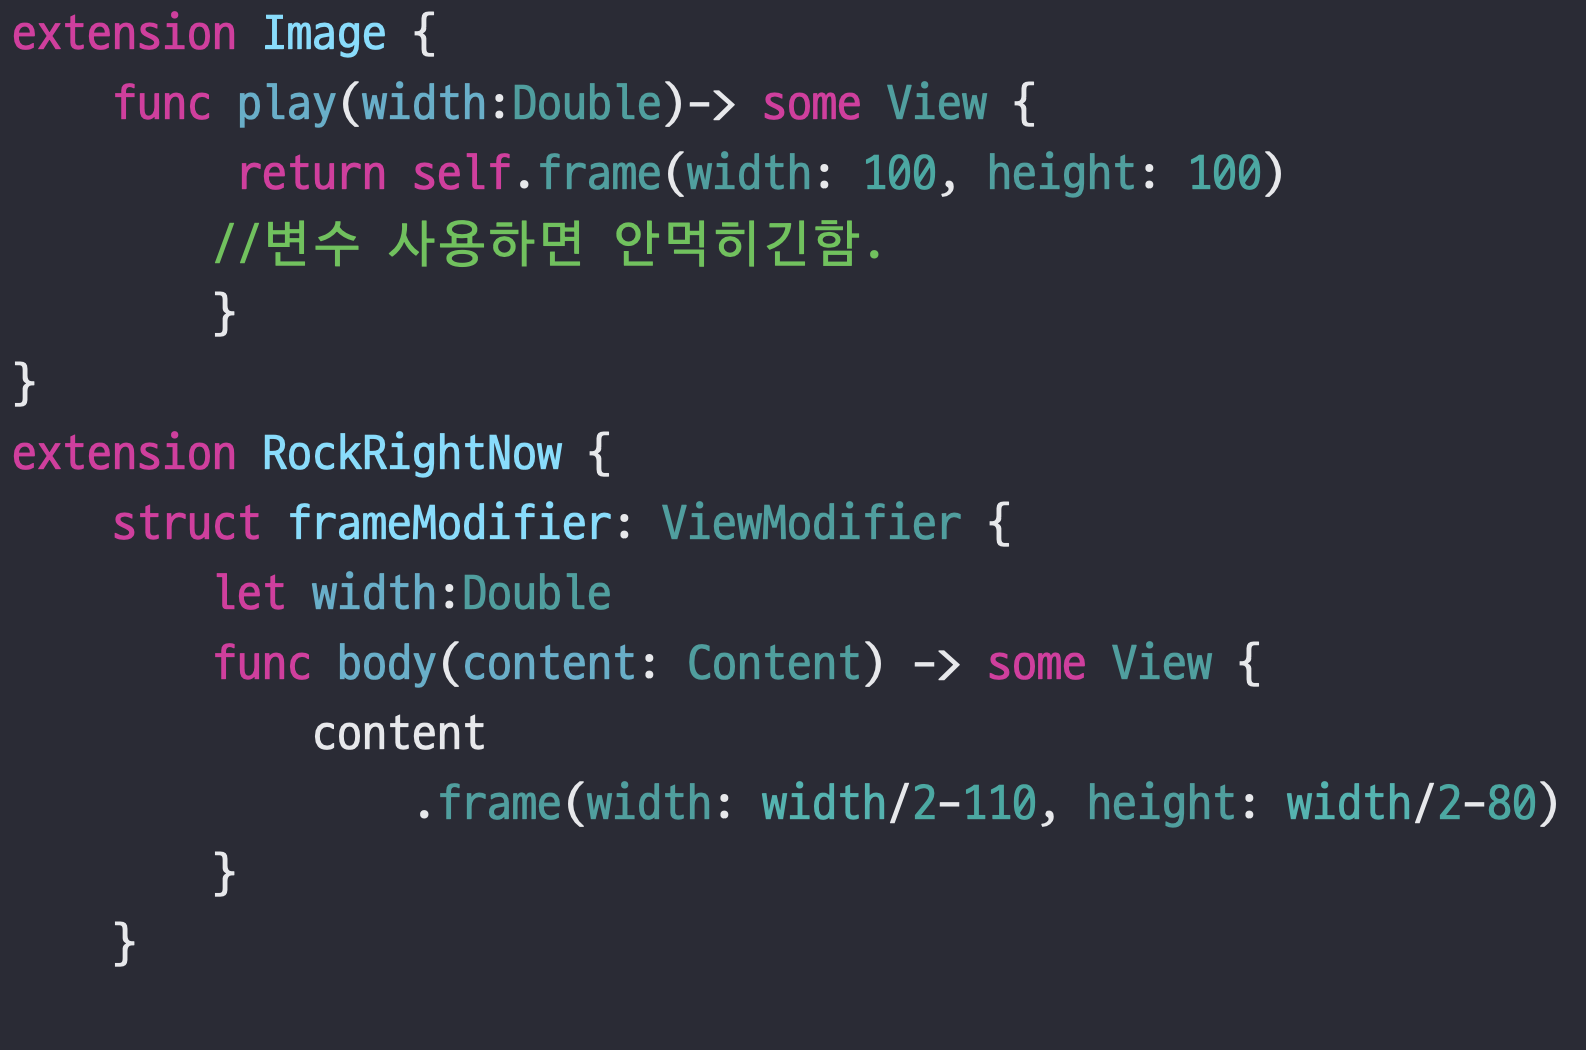 extension Image {
    func play(width:Double)-> some View {
         return self.frame(width: 100, height: 100)
        //변수 사용하면 안먹히긴함.
        }
}
extension RockRightNow {
    struct frameModifier: ViewModifier {
        let width:Double
        func body(content: Content) -> some View {
            content
                .frame(width: width/2-110, height: width/2-80)
        }
    }